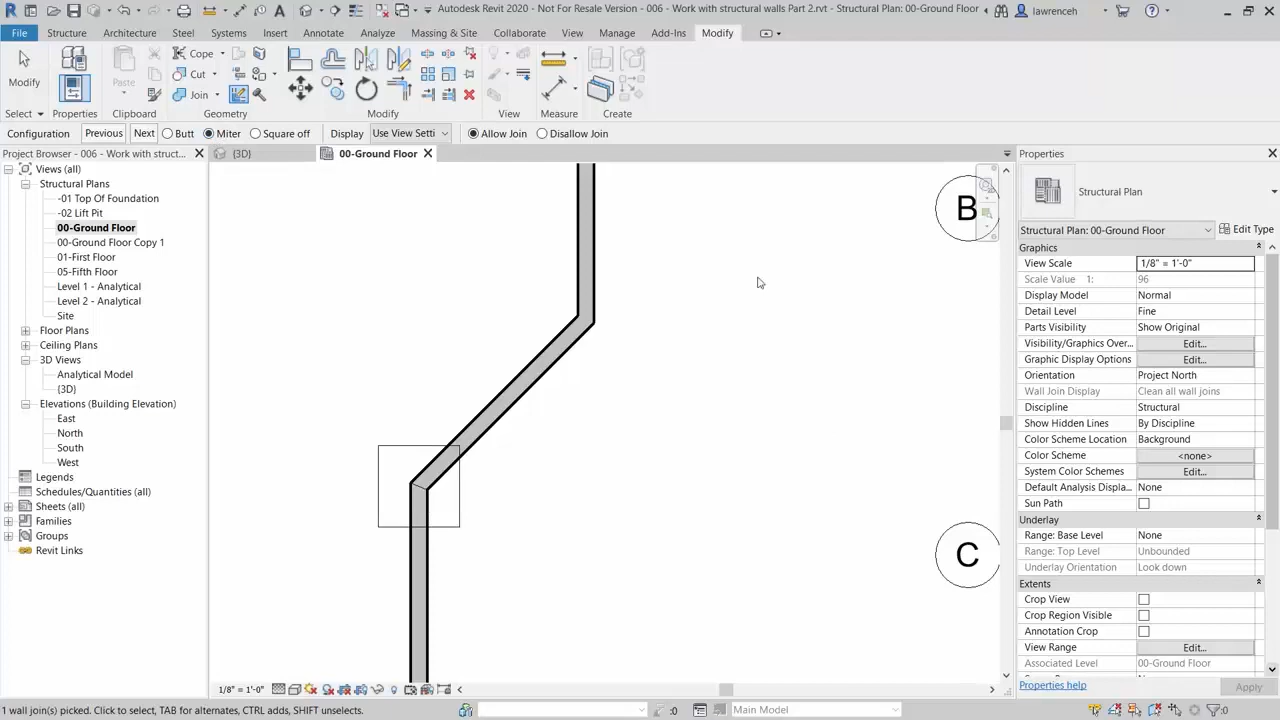 Autodesk Revit 2020 - Not For Resale Version - 006 - Work with structural walls Part 2.rvt - Structural Plan: 00-Ground Floor
lawrenceh
File Structure Architecture Steel Systems Insert Annotate Analyze Massing & Site Collaborate View Manage Add-Ins Modify
Cope
Modify Paste Cut
Join
Select Properties Clipboard Geometry Modify View Measure Create
Configuration Previous Next Butt Miter Square off Display Use View Setti Allow Join Disallow Join
Project Browser - 006 - Work with struct...
{3D}
00-Ground Floor
Properties
Views (all)
Structural Plans
-01 Top Of Foundation
-02 Lift Pit
00-Ground Floor
00-Ground Floor Copy 1
01-First Floor
05-Fifth Floor
Level 1 - Analytical
Level 2 - Analytical
Site
Floor Plans
Ceiling Plans
3D Views
Analytical Model
{3D}
Elevations (Building Elevation)
East
North
South
West
Legends
Schedules/Quantities (all)
Sheets (all)
Families
Groups
Revit Links
B
C
Structural Plan
Structural Plan: 00-Ground Floor Edit Type
Graphics
View Scale 1/8" = 1'-0"
Scale Value 1: 96
Display Model Normal
Detail Level Fine
Parts Visibility Show Original
Visibility/Graphics Over... Edit...
Graphic Display Options Edit...
Orientation Project North
Wall Join Display Clean all wall joins
Discipline Structural
Show Hidden Lines By Discipline
Color Scheme Location Background
Color Scheme <none>
System Color Schemes Edit...
Default Analysis Displa... None
Sun Path
Underlay
Range: Base Level None
Range: Top Level Unbounded
Underlay Orientation Look down
Extents
Crop View
Crop Region Visible
Annotation Crop
View Range Edit...
Associated Level 00-Ground Floor
Properties help Apply
1/8" = 1'-0"
1 wall join(s) picked. Click to select, TAB for alternates, CTRL adds, SHIFT unselects.
:0
Main Model
:0